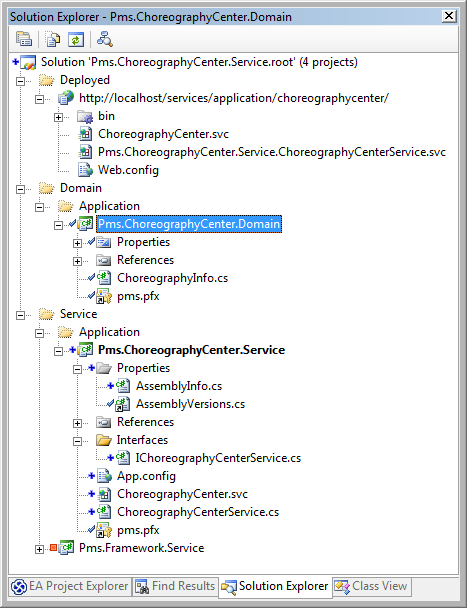 Solution Explorer - Pms.ChoreographyCenter.Domain
Solution 'Pms.ChoreographyCenter.Service.root' (4 projects)
Deployed
http://localhost/services/application/choreographycenter/
bin
ChoreographyCenter.svc
Pms.ChoreographyCenter.Service.ChoreographyCenterService.svc
Web.config
Domain
Application
Pms.ChoreographyCenter.Domain
Properties
References
ChoreographyInfo.cs
pms.pfx
Service
Application
Pms.ChoreographyCenter.Service
Properties
AssemblyInfo.cs
AssemblyVersions.cs
References
Interfaces
IChoreographyCenterService.cs
App.config
ChoreographyCenter.svc
ChoreographyCenterService.cs
pms.pfx
Pms.Framework.Service
EA Project Explorer Find Results Solution Explorer Class View